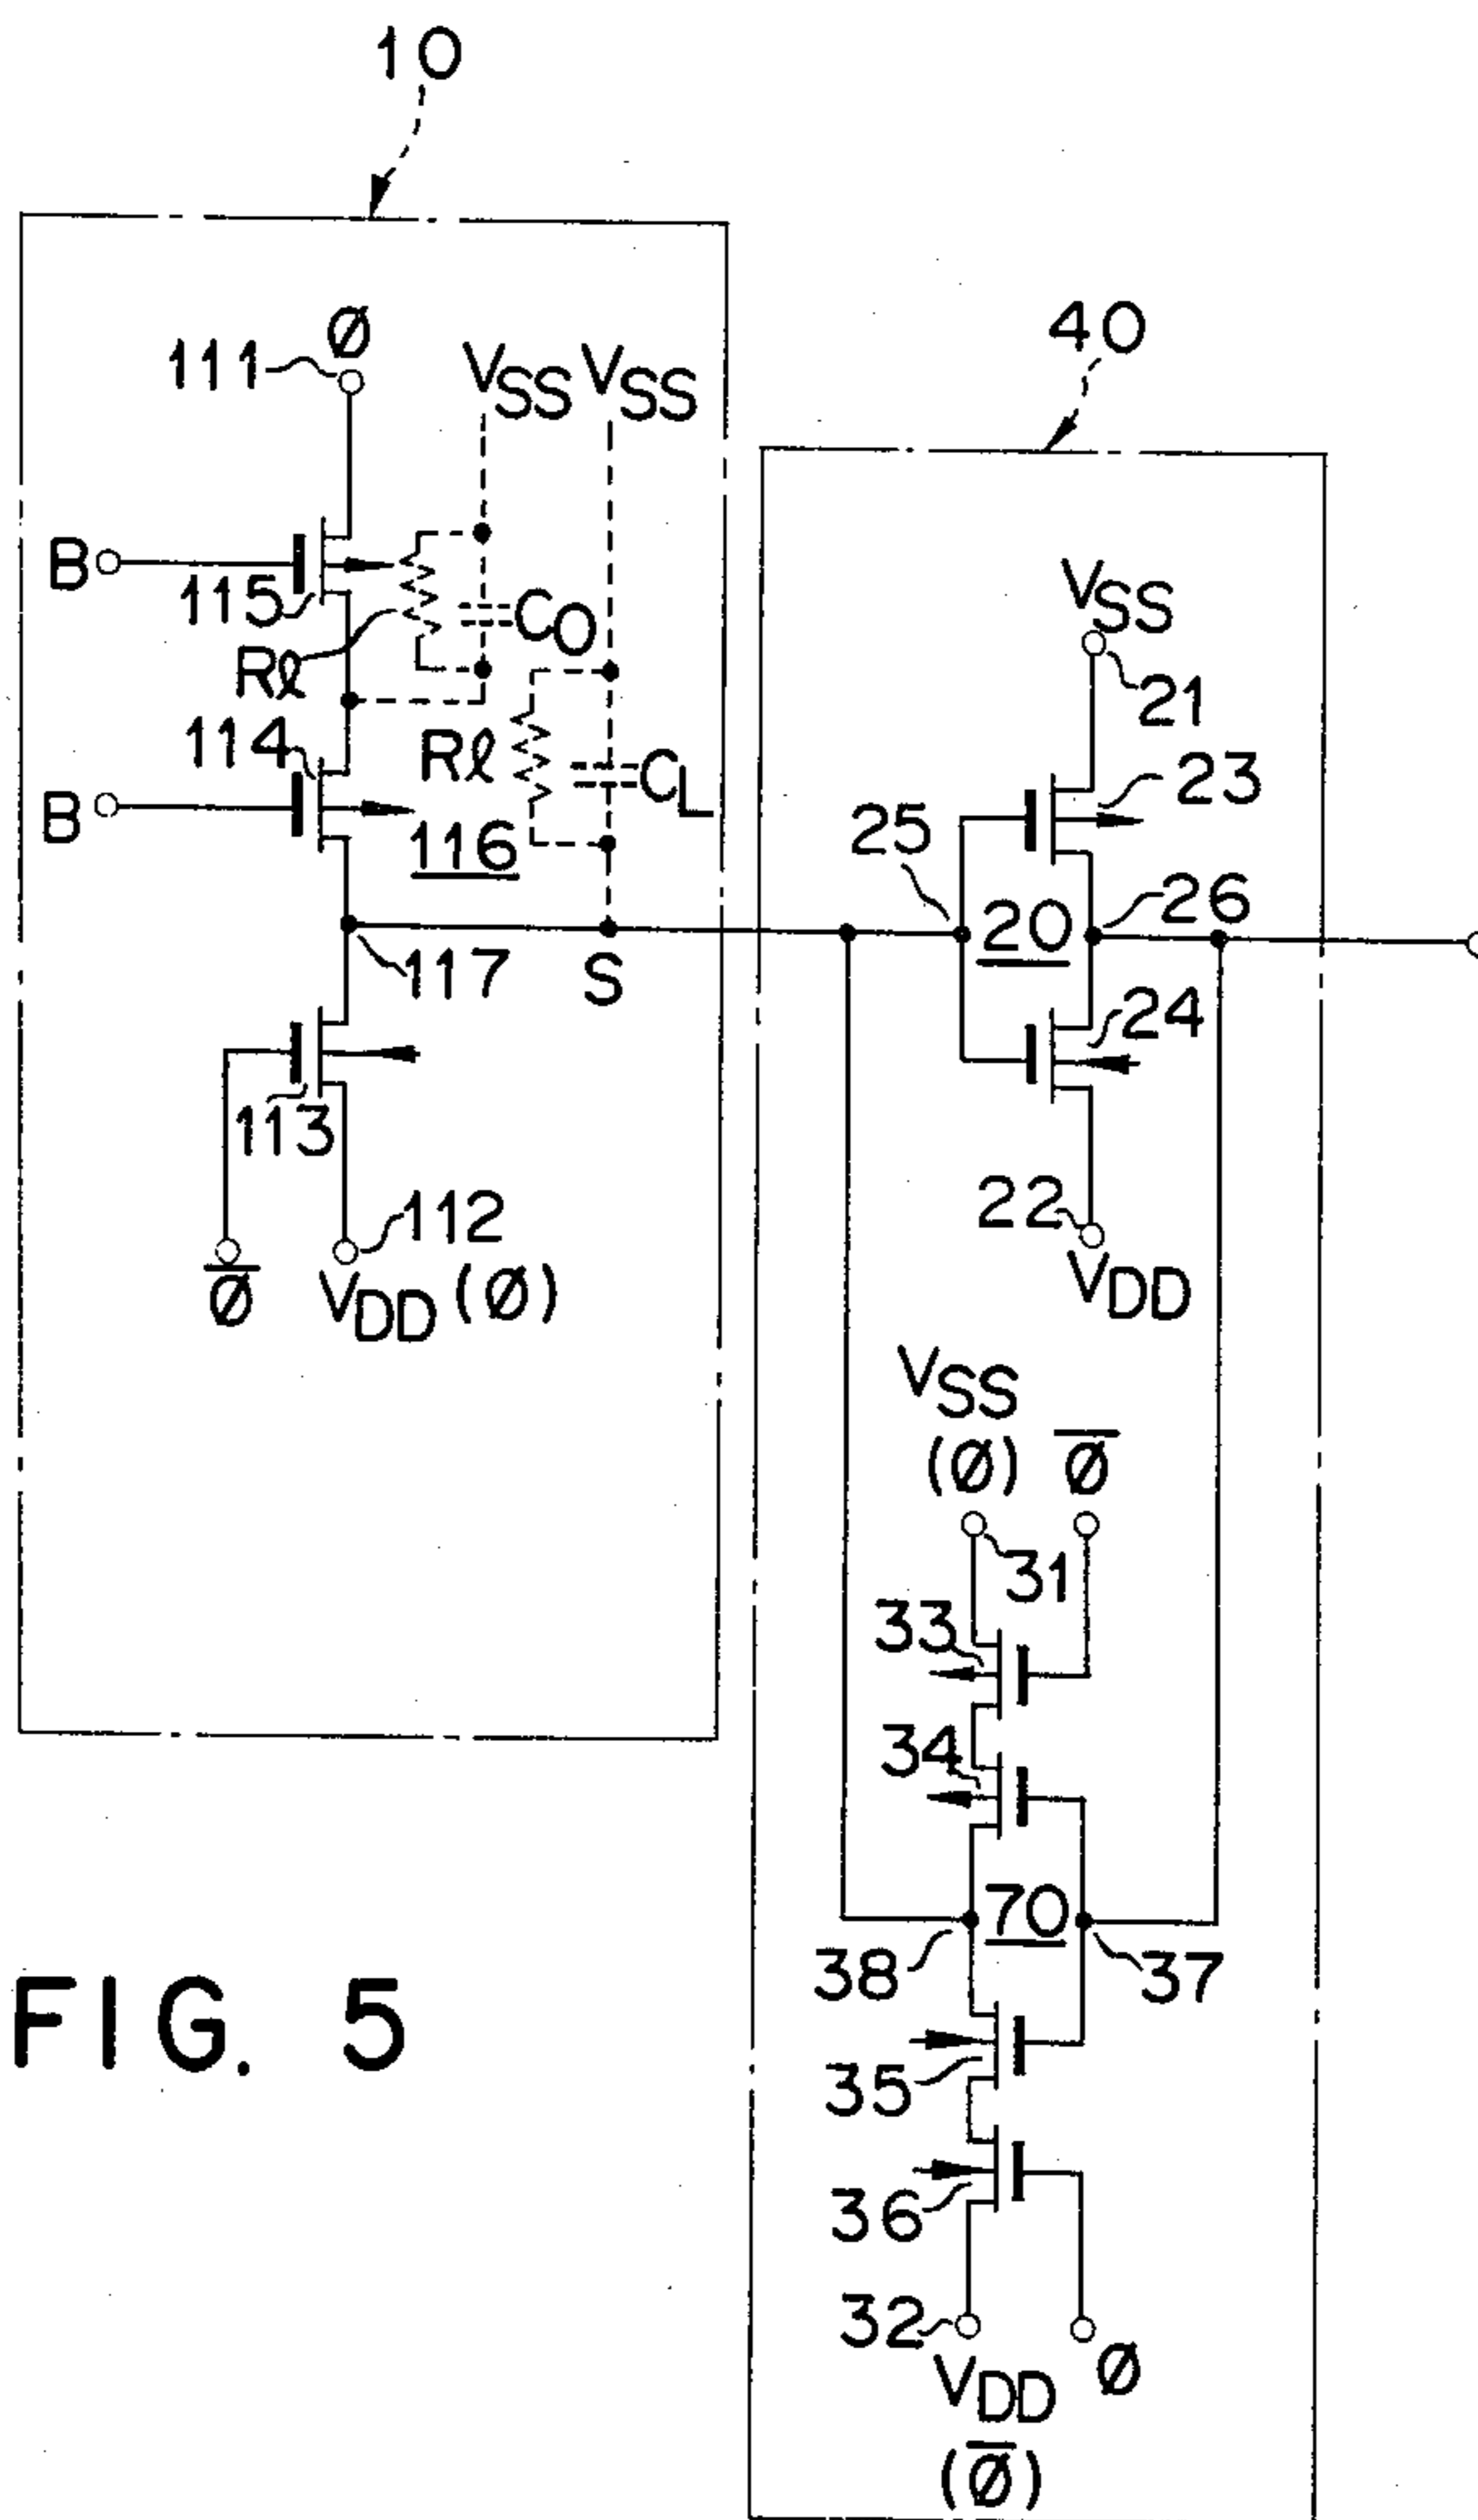 10
40
Ø
111
VSS VSS
B
115
CO
Rℓ
VSS
21
114
Rℓ
CL
23
B
116
25
26
20
117
S
24
113
112
22
Ø̅
VDD (Ø)
VDD
VSS
(Ø) Ø̅
31
33
34
70
38
37
FIG. 5
35
36
32
VDD
Ø
(Ø̅)